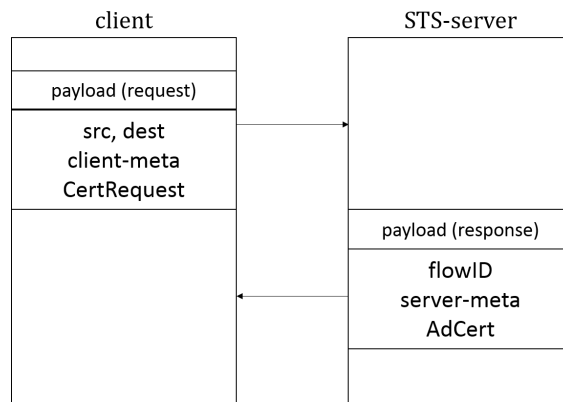 client
STS-server
payload (request)
src, dest
client-meta
CertRequest
payload (response)
flowID
server-meta
AdCert